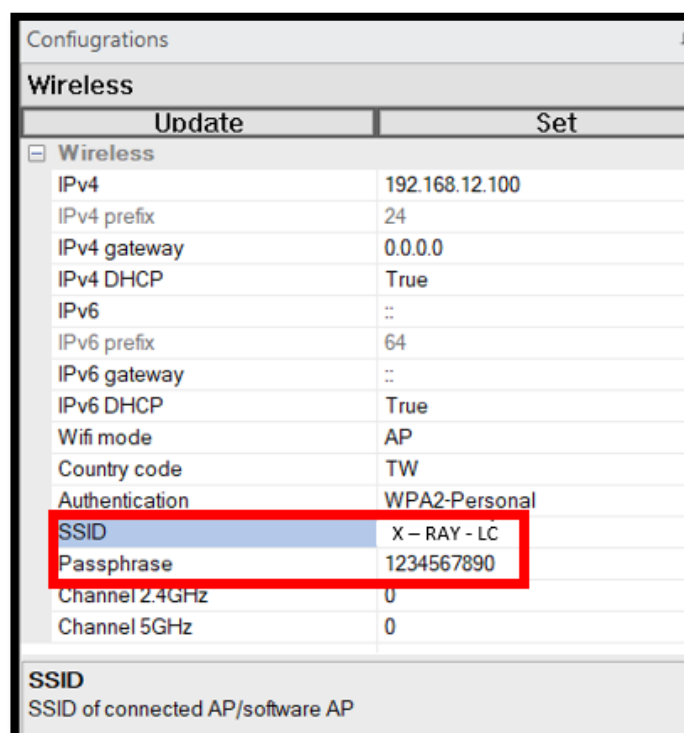 Confiugrations
Wireless
Update Set
Wireless
IPv4 192.168.12.100
IPv4 prefix 24
IPv4 gateway 0.0.0.0
IPv4 DHCP True
IPv6 ::
IPv6 prefix 64
IPv6 gateway ::
IPv6 DHCP True
Wifi mode AP
Country code TW
Authentication WPA2-Personal
SSID X – RAY - LC
Passphrase 1234567890
Channel 2.4GHz 0
Channel 5GHz 0
SSID
SSID of connected AP/software AP